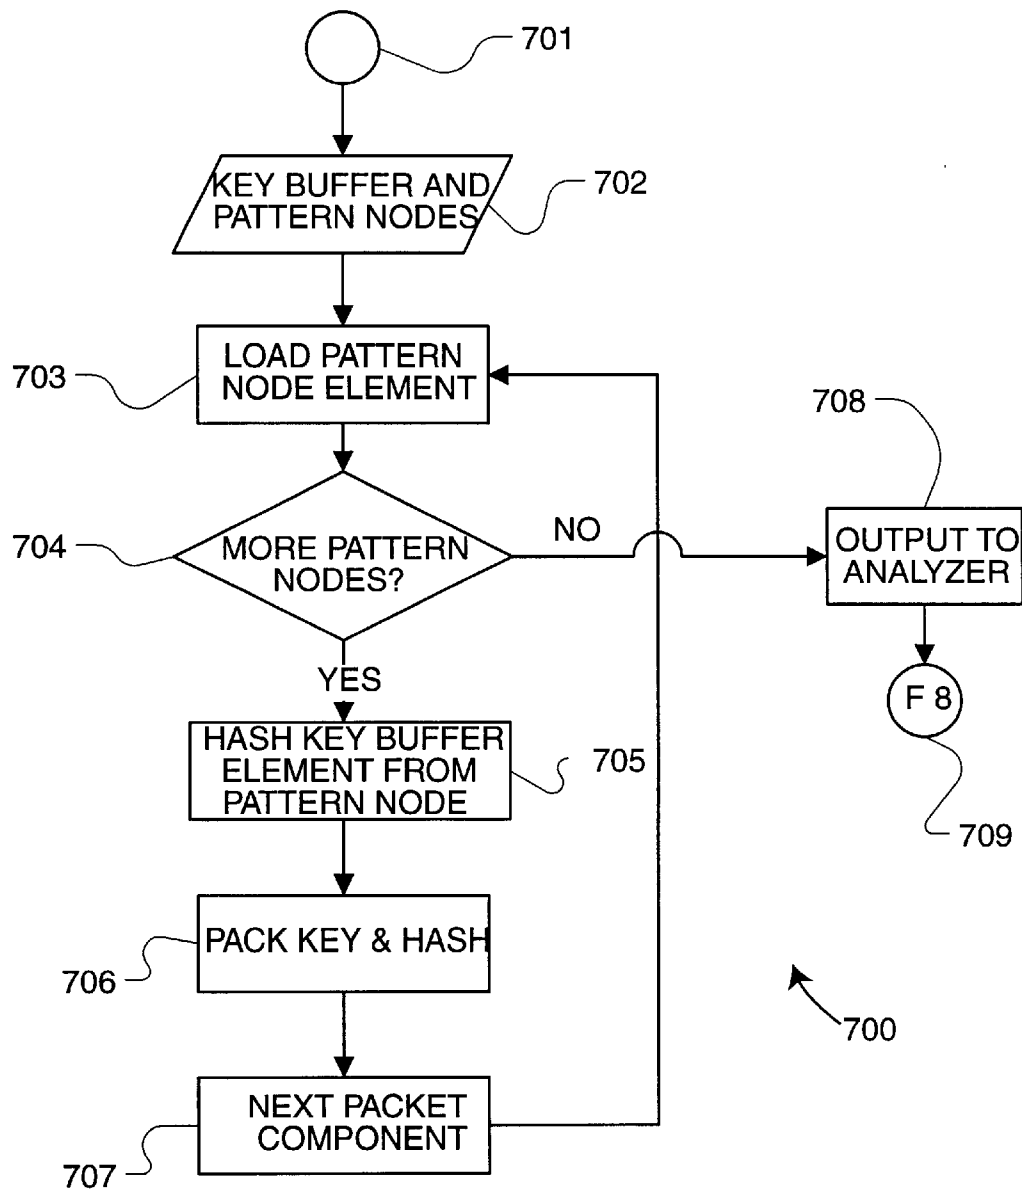 701
KEY BUFFER AND
PATTERN NODES
702
LOAD PATTERN
NODE ELEMENT
703
708
MORE PATTERN
NODES?
704
NO
OUTPUT TO
ANALYZER
YES
F 8
HASH KEY BUFFER
ELEMENT FROM
PATTERN NODE
705
709
PACK KEY & HASH
706
700
NEXT PACKET
COMPONENT
707